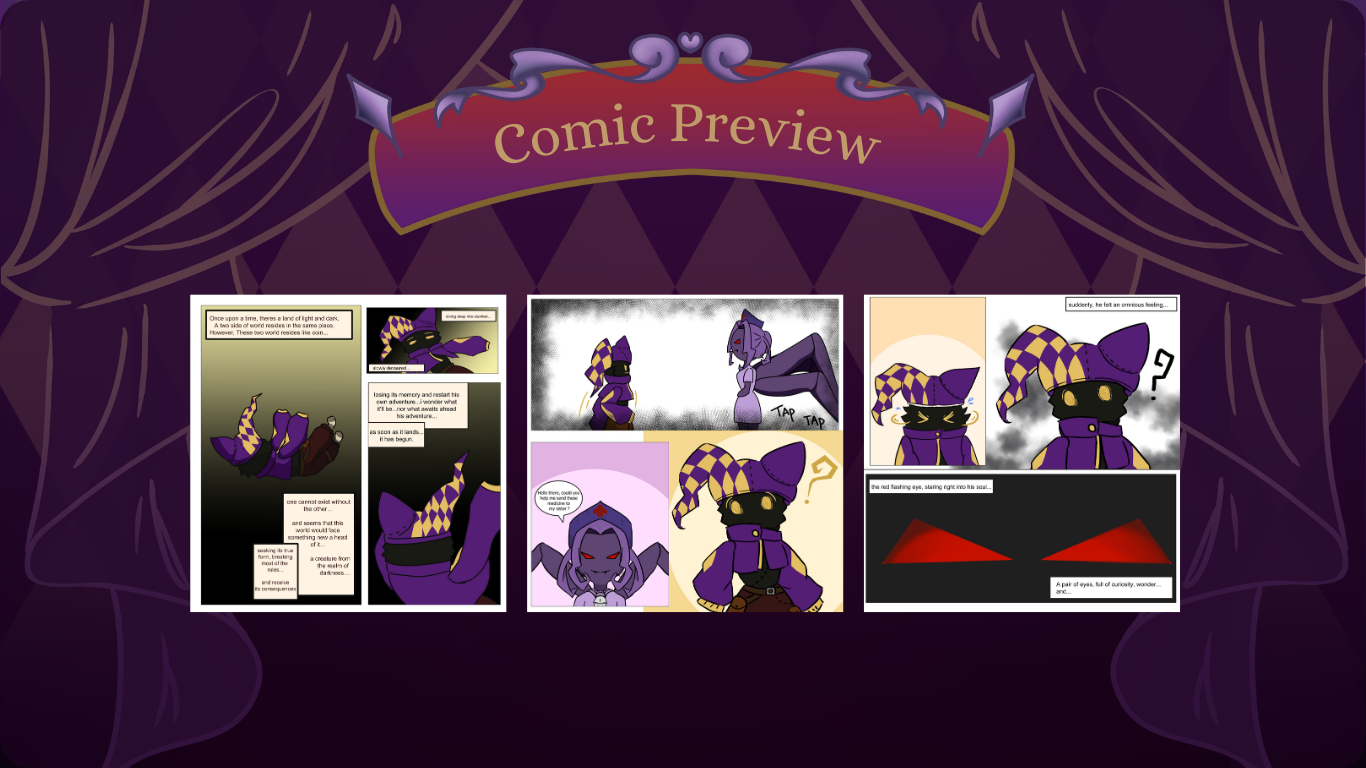 Comic Preview
Once upon a time, theres a land of light and dark,
A two side of world resides in the same place.
However, These two world resides like coin...
one cannot exist without
the other...
and seems that this
world would face
something new a head
of it...
a creature from
the realm of
darkness....
seeking its true
form, breaking
most of the
rules...
and receive
its consequences
falling deep into slumber...
slowly
losing its memory and restart his
own adventure...i wonder what
it'll be...nor what awaits ahead
his adventure...
as soon as it lands...
it has begun.
TAP
TAP
Hello there, could you
help me send these
medicine to
my sister ?
?
suddenly, he felt an omnious feeling...
?
the red flashing eye, staring right into his soul...
A pair of eyes, full of curiosity, wonder...
and...